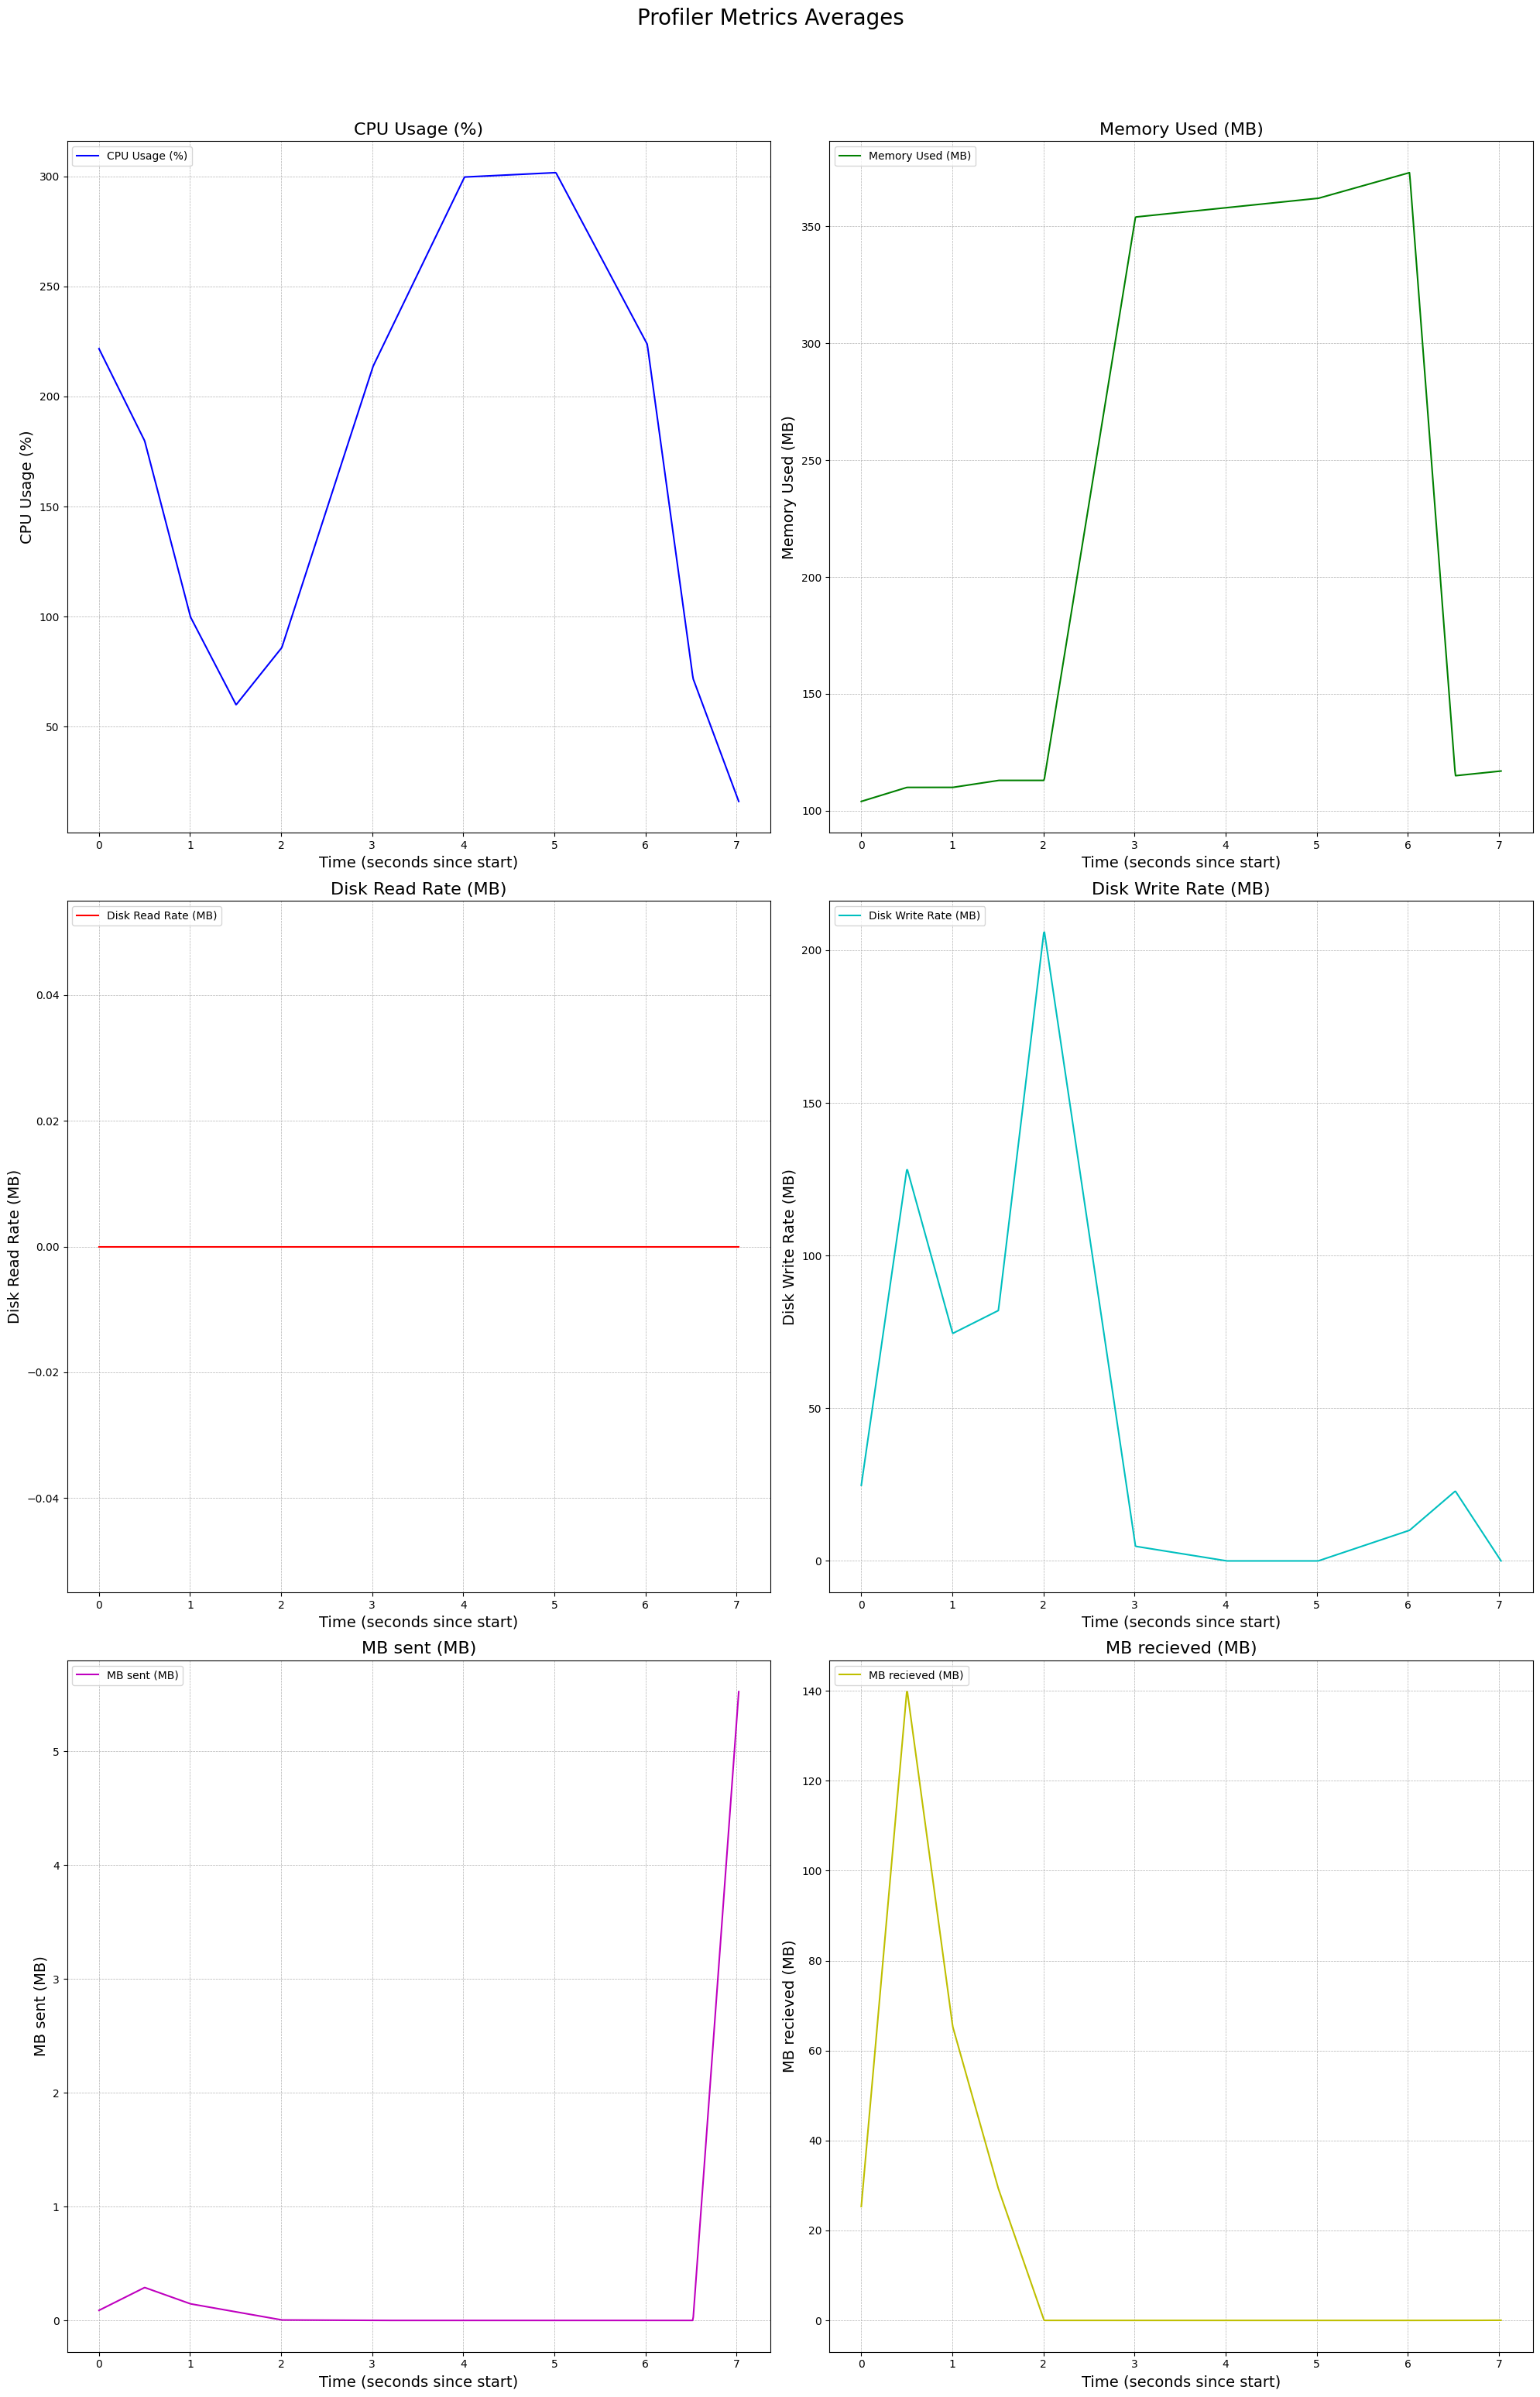 Profiler Metrics Averages
CPU Usage (%)
CPU Usage (%)
300
250
200
150
100
50
CPU Usage (%)
0 1 2 3 4 5 6 7
Time (seconds since start)
Memory Used (MB)
Memory Used (MB)
350
300
250
200
150
100
Memory Used (MB)
0 1 2 3 4 5 6 7
Time (seconds since start)
Disk Read Rate (MB)
Disk Read Rate (MB)
0.04
0.02
0.00
−0.02
−0.04
Disk Read Rate (MB)
0 1 2 3 4 5 6 7
Time (seconds since start)
Disk Write Rate (MB)
Disk Write Rate (MB)
200
150
100
50
0
Disk Write Rate (MB)
0 1 2 3 4 5 6 7
Time (seconds since start)
MB sent (MB)
MB sent (MB)
5
4
3
2
1
0
MB sent (MB)
0 1 2 3 4 5 6 7
Time (seconds since start)
MB recieved (MB)
MB recieved (MB)
140
120
100
80
60
40
20
0
MB recieved (MB)
0 1 2 3 4 5 6 7
Time (seconds since start)